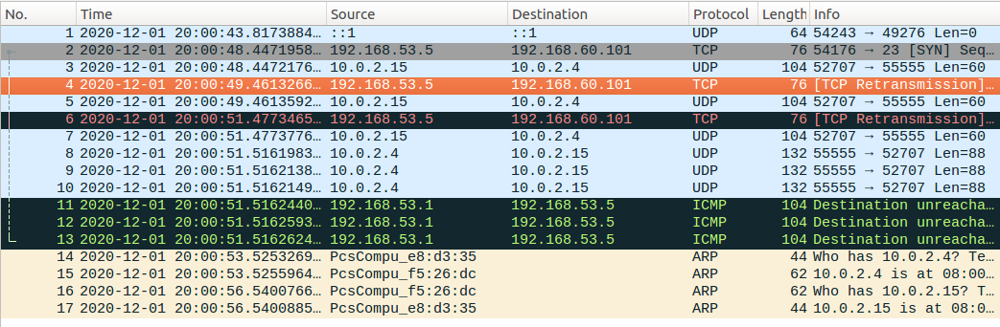 No. Time Source Destination Protocol Length Info
1 2020-12-01 20:00:43.8173884… ::1 ::1 UDP 64 54243 → 49276 Len=0
2 2020-12-01 20:00:48.4471958… 192.168.53.5 192.168.60.101 TCP 76 54176 → 23 [SYN] Seq…
3 2020-12-01 20:00:48.4472176… 10.0.2.15 10.0.2.4 UDP 104 52707 → 55555 Len=60
4 2020-12-01 20:00:49.4613266… 192.168.53.5 192.168.60.101 TCP 76 [TCP Retransmission]…
5 2020-12-01 20:00:49.4613592… 10.0.2.15 10.0.2.4 UDP 104 52707 → 55555 Len=60
6 2020-12-01 20:00:51.4773465… 192.168.53.5 192.168.60.101 TCP 76 [TCP Retransmission]…
7 2020-12-01 20:00:51.4773776… 10.0.2.15 10.0.2.4 UDP 104 52707 → 55555 Len=60
8 2020-12-01 20:00:51.5161983… 10.0.2.4 10.0.2.15 UDP 132 55555 → 52707 Len=88
9 2020-12-01 20:00:51.5162138… 10.0.2.4 10.0.2.15 UDP 132 55555 → 52707 Len=88
10 2020-12-01 20:00:51.5162149… 10.0.2.4 10.0.2.15 UDP 132 55555 → 52707 Len=88
11 2020-12-01 20:00:51.5162440… 192.168.53.1 192.168.53.5 ICMP 104 Destination unreacha…
12 2020-12-01 20:00:51.5162593… 192.168.53.1 192.168.53.5 ICMP 104 Destination unreacha…
13 2020-12-01 20:00:51.5162624… 192.168.53.1 192.168.53.5 ICMP 104 Destination unreacha…
14 2020-12-01 20:00:53.5253269… PcsCompu_e8:d3:35 ARP 44 Who has 10.0.2.4? Te…
15 2020-12-01 20:00:53.5255964… PcsCompu_f5:26:dc ARP 62 10.0.2.4 is at 08:00…
16 2020-12-01 20:00:56.5400766… PcsCompu_f5:26:dc ARP 62 Who has 10.0.2.15? T…
17 2020-12-01 20:00:56.5400885… PcsCompu_e8:d3:35 ARP 44 10.0.2.15 is at 08:0…